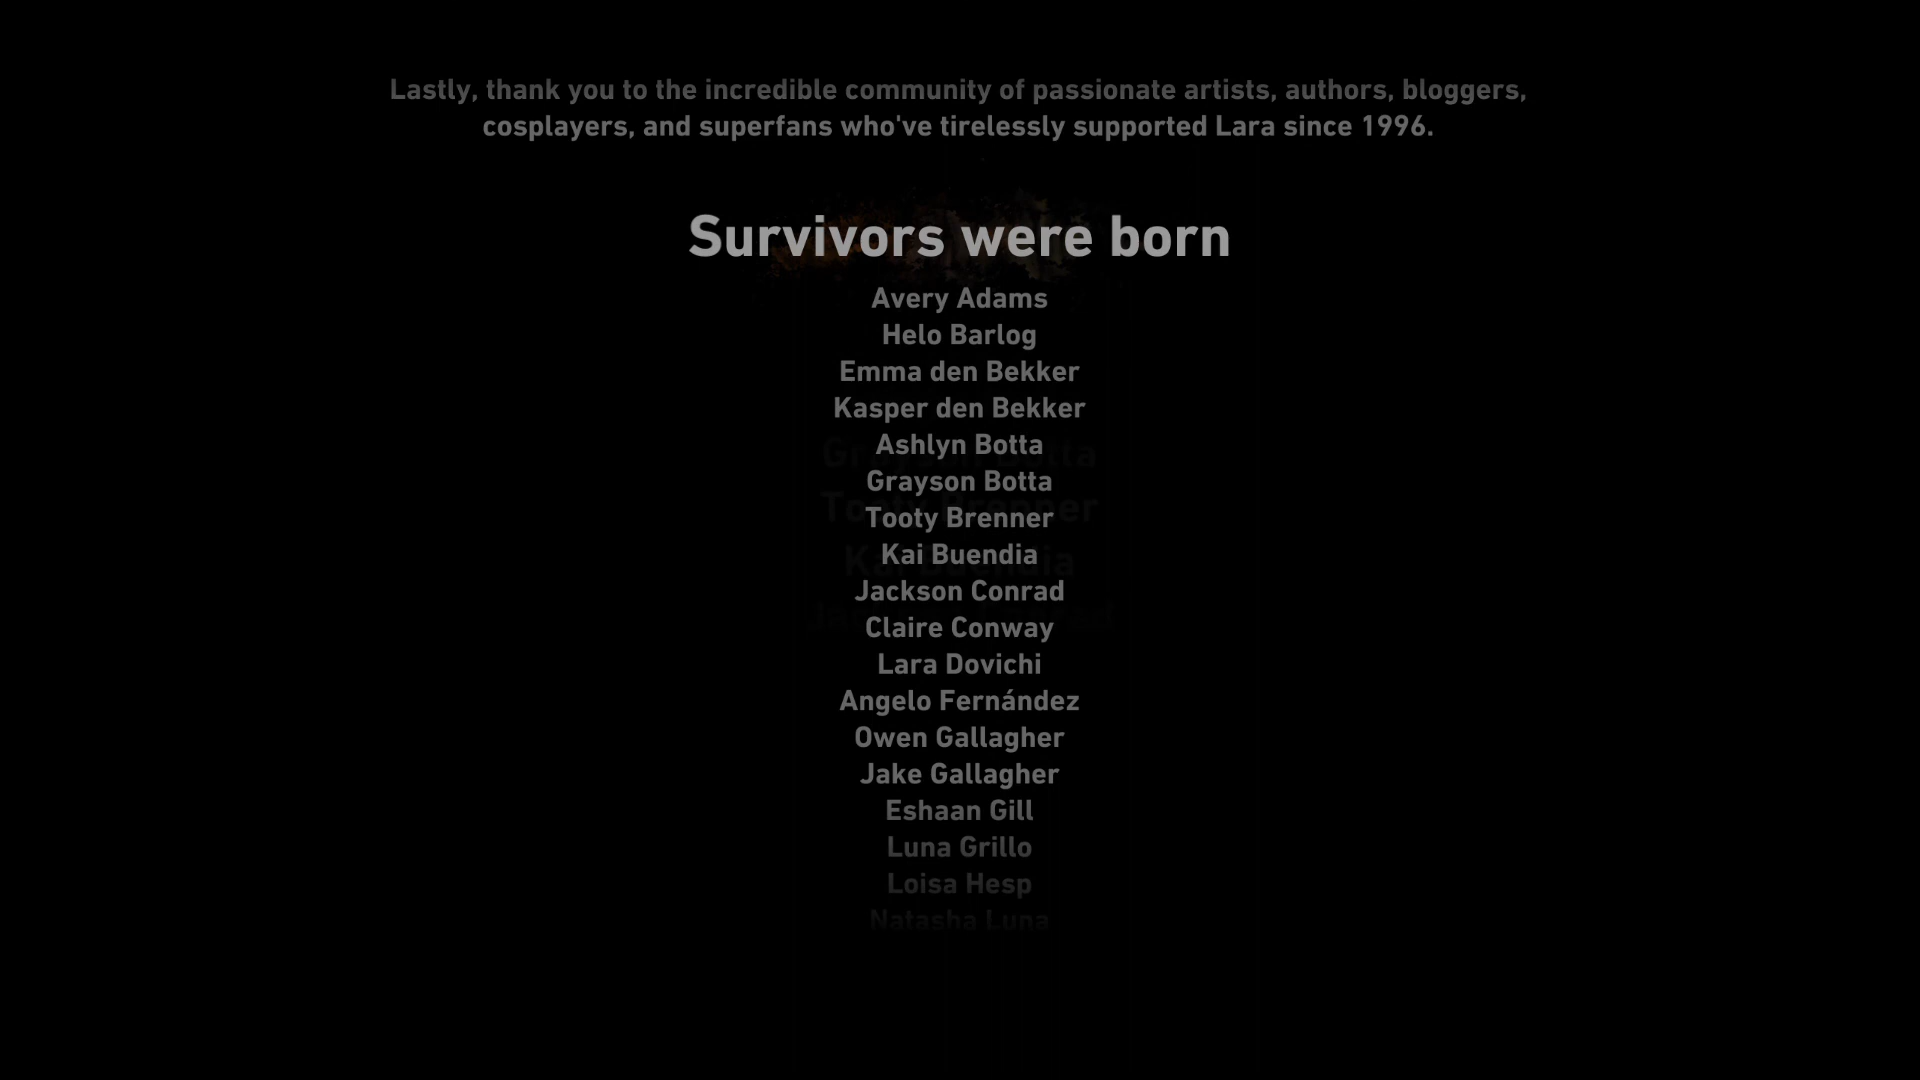 Lastly, thank you to the incredible community of passionate artists, authors, bloggers,
cosplayers, and superfans who've tirelessly supported Lara since 1996.
Survivors were born
Avery Adams
Helo Barlog
Emma den Bekker
Kasper den Bekker
Ashlyn Botta
Grayson Botta
Tooty Brenner
Kai Buendia
Jackson Conrad
Claire Conway
Lara Dovichi
Angelo Fernández
Owen Gallagher
Jake Gallagher
Eshaan Gill
Luna Grillo
Loisa Hesp
Natasha Luna